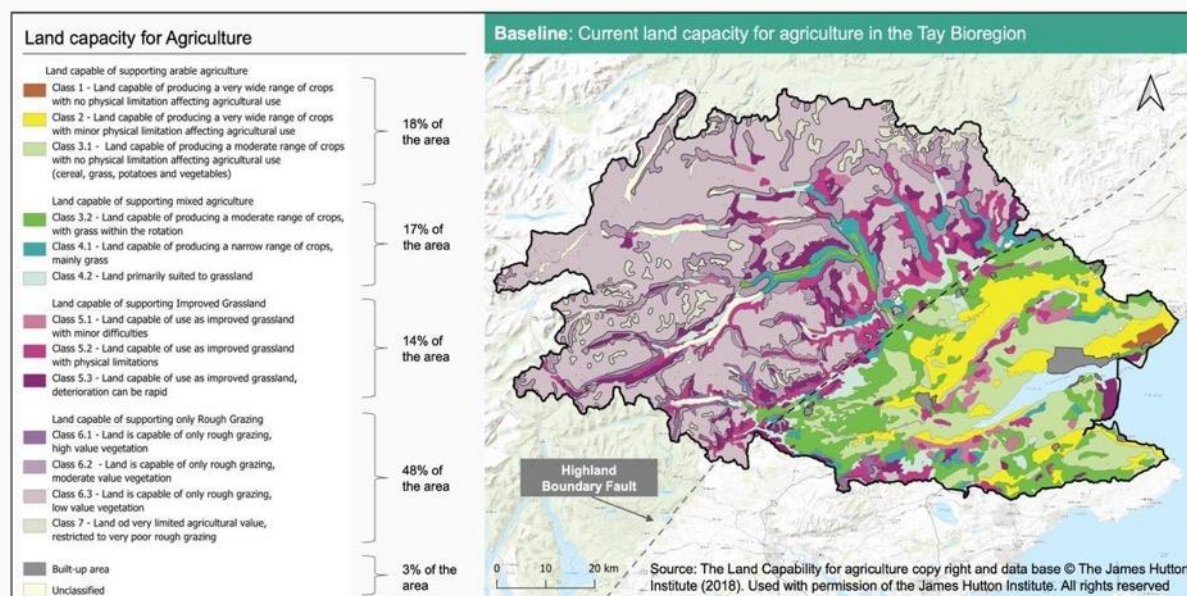 Land capacity for Agriculture
Land capable of supporting arable agriculture
Class 1 - Land capable of producing a very wide range of crops
with no physical limitation affecting agricultural use
Class 2 - Land capable of producing a very wide range of crops
with minor physical limitation affecting agricultural use
Class 3.1 - Land capable of producing a moderate range of crops
with no physical limitation affecting agricultural use
(cereal, grass, potatoes and vegetables)
18% of
the area
Land capable of supporting mixed agriculture
Class 3.2 - Land capable of producing a moderate range of crops,
with grass within the rotation
Class 4.1 - Land capable of producing a narrow range of crops,
mainly grass
Class 4.2 - Land primarily suited to grassland
17% of
the area
Land capable of supporting Improved Grassland
Class 5.1 - Land capable of use as improved grassland
with minor difficulties
Class 5.2 - Land capable of use as improved grassland
with physical limitations
Class 5.3 - Land capable of use as improved grassland,
deterioration can be rapid
14% of
the area
Land capable of supporting only Rough Grazing
Class 6.1 - Land is capable of only rough grazing,
high value vegetation
Class 6.2 - Land is capable of only rough grazing,
moderate value vegetation
Class 6.3 - Land is capable of only rough grazing,
low value vegetation
Class 7 - Land od very limited agricultural value,
restricted to very poor rough grazing
48% of
the area
Built-up area
Unclassified
3% of the
area
Baseline: Current land capacity for agriculture in the Tay Bioregion
Highland
Boundary Fault
0 10 20 km
Source: The Land Capability for agriculture copy right and data base © The James Hutton
Institute (2018). Used with permission of the James Hutton Institute. All rights reserved